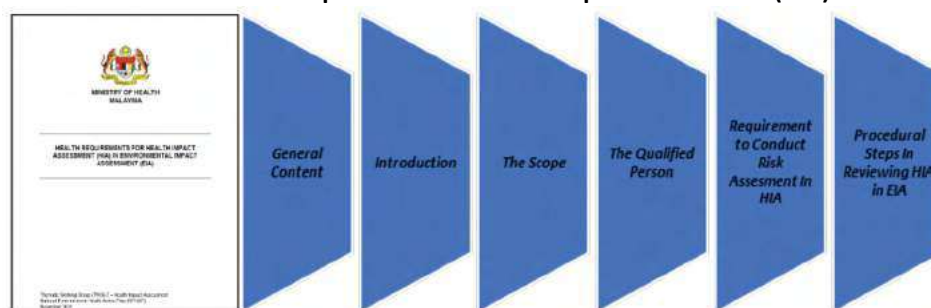 MINISTRY OF HEALTH
MALAYSIA
HEALTH REQUIREMENTS FOR HEALTH IMPACT
ASSESSMENT (HIA) IN ENVIRONMENTAL IMPACT
ASSESSMENT (EIA)
General
Content
Introduction
The Scope
The Qualified
Person
Requirement
to Conduct
Risk
Assesment In
HIA
Procedural
Steps In
Reviewing HIA
in EIA